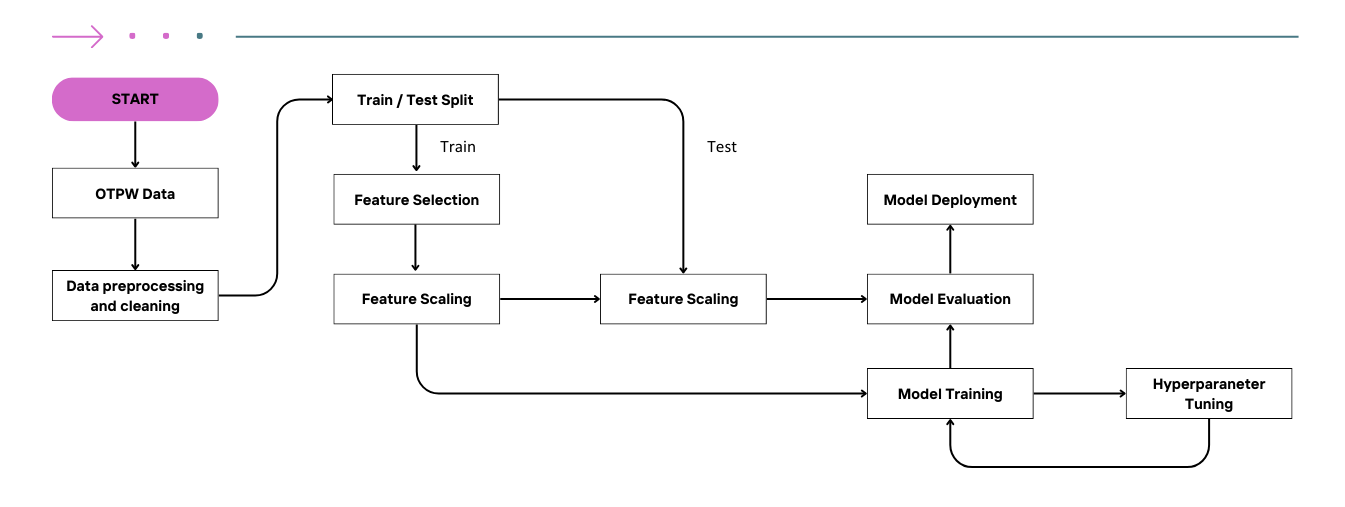 START
OTPW Data
Data preprocessing
and cleaning
Train / Test Split
Train
Test
Feature Selection
Feature Scaling
Feature Scaling
Model Deployment
Model Evaluation
Model Training
Hyperparaneter
Tuning